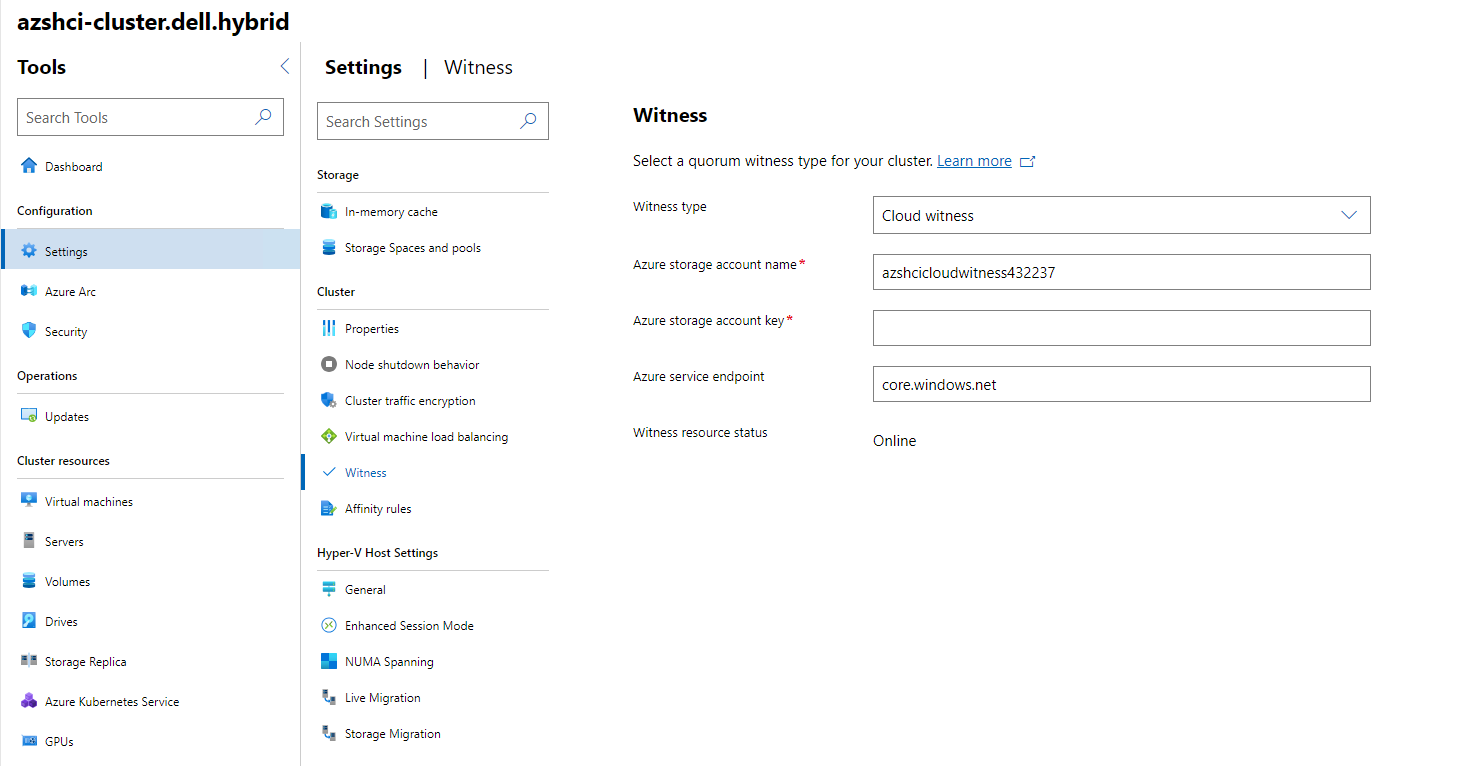 azshci-cluster.dell.hybrid
Tools
Search Tools
Dashboard
Configuration
Settings
Azure Arc
Security
Operations
Updates
Cluster resources
Virtual machines
Servers
Volumes
Drives
Storage Replica
Azure Kubernetes Service
GPUs
Settings | Witness
Search Settings
Storage
In-memory cache
Storage Spaces and pools
Cluster
Properties
Node shutdown behavior
Cluster traffic encryption
Virtual machine load balancing
Witness
Affinity rules
Hyper-V Host Settings
General
Enhanced Session Mode
NUMA Spanning
Live Migration
Storage Migration
Witness
Select a quorum witness type for your cluster. Learn more
Witness type
Cloud witness
Azure storage account name*
azshcicloudwitness432237
Azure storage account key*
Azure service endpoint
core.windows.net
Witness resource status
Online